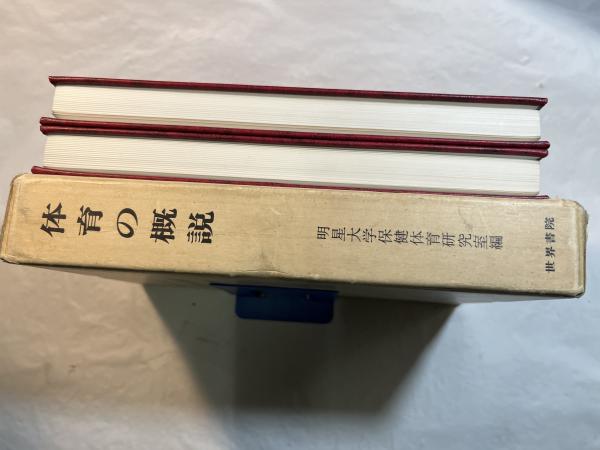 体育の概説
明星大学保健体育研究室編
世界書院